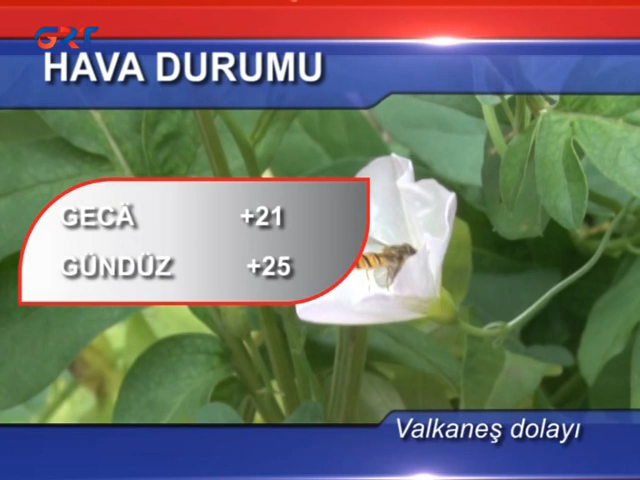 GRT
HAVA DURUMU
GECÄ +21
GÜNDÜZ +25
Valkaneş dolayı